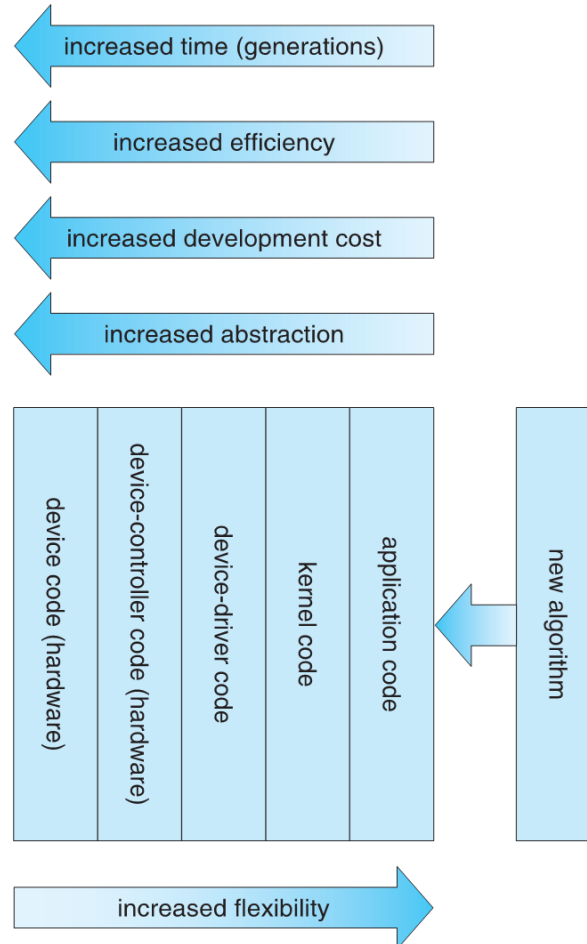 increased time (generations)
increased efficiency
increased development cost
increased abstraction
device code (hardware)
device-controller code (hardware)
device-driver code
kernel code
application code
new algorithm
increased flexibility